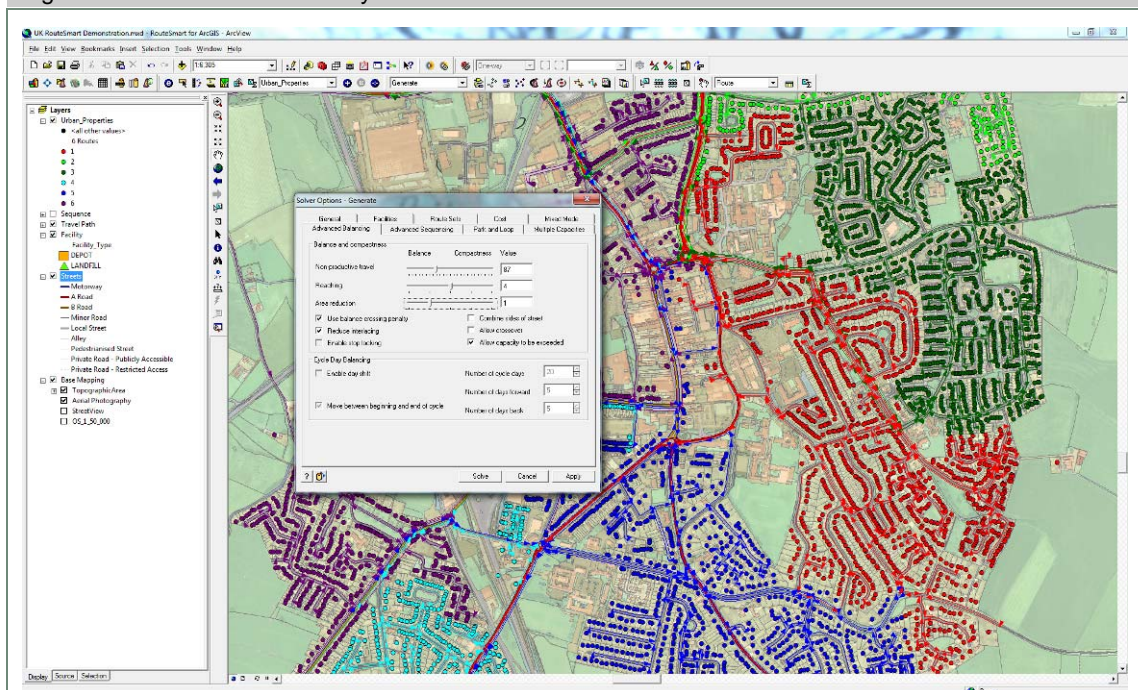 UK RouteSmart Demonstration.mxd - RouteSmart for ArcGIS - ArcView
File Edit View Bookmarks Insert Selection Tools Window Help
1:6,305
Urban_Properties Generate Route
Layers
Urban_Properties
<all other values>
6 Routes
1
2
3
4
5
6
Sequence
Travel Path
Facility
Facility_Type
DEPOT
LANDFILL
Streets
Motorway
A Road
B Road
Minor Road
Local Street
Alley
Pedestrianised Street
Private Road - Publicly Accessible
Private Road - Restricted Access
Base Mapping
TopographicArea
Aerial Photography
StreetView
OS_1_50_000
Display Source Selection
Solver Options - Generate
General Facilities Route Sets Cost Mixed Mode
Advanced Balancing Advanced Sequencing Park and Loop Multiple Capacities
Balance and compactness
Balance Compactness Value
Non-productive travel 87
Reaching
Area reduction 1
Use balance crossing penalty Combine sides of street
Reduce interlacing Allow crossover
Enable stop locking Allow capacity to be exceeded
Cycle Day Balancing
Enable day shift Number of cycle days 20
Number of days forward 5
Move between beginning and end of cycle Number of days back 5
? Solve Cancel Apply